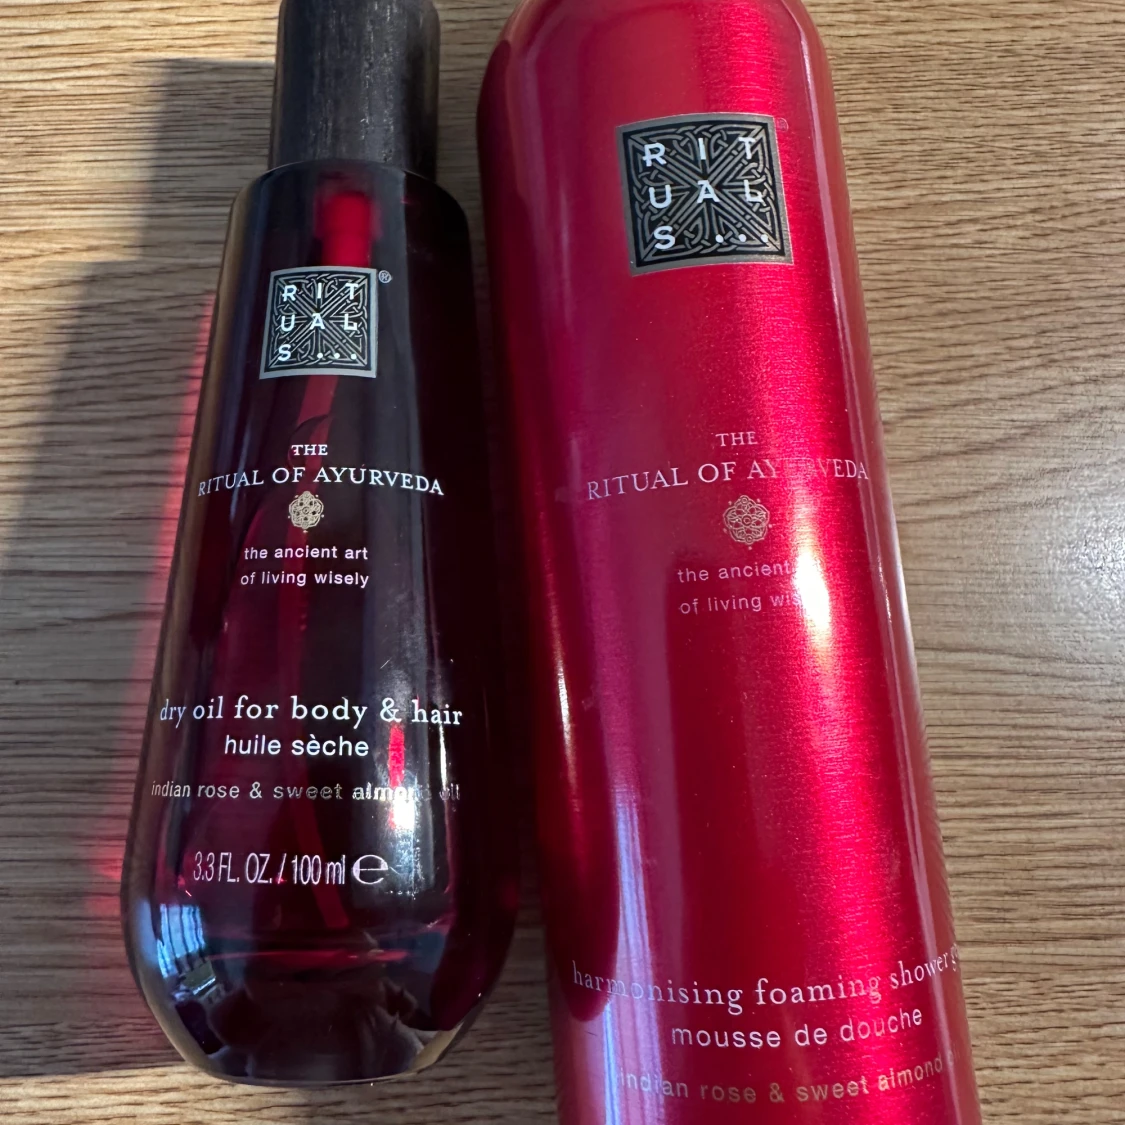 RIT
UAL
S...
®
THE
RITUAL OF AYURVEDA
the ancient art
of living wisely
dry oil for body & hair
huile sèche
indian rose & sweet almond oil
3.3 FL. OZ. / 100 ml ℮
RIT
UAL
S...
®
THE
RITUAL OF AYURVEDA
the ancient
of living wisely
harmonising foaming shower
mousse de douche
indian rose & sweet almond